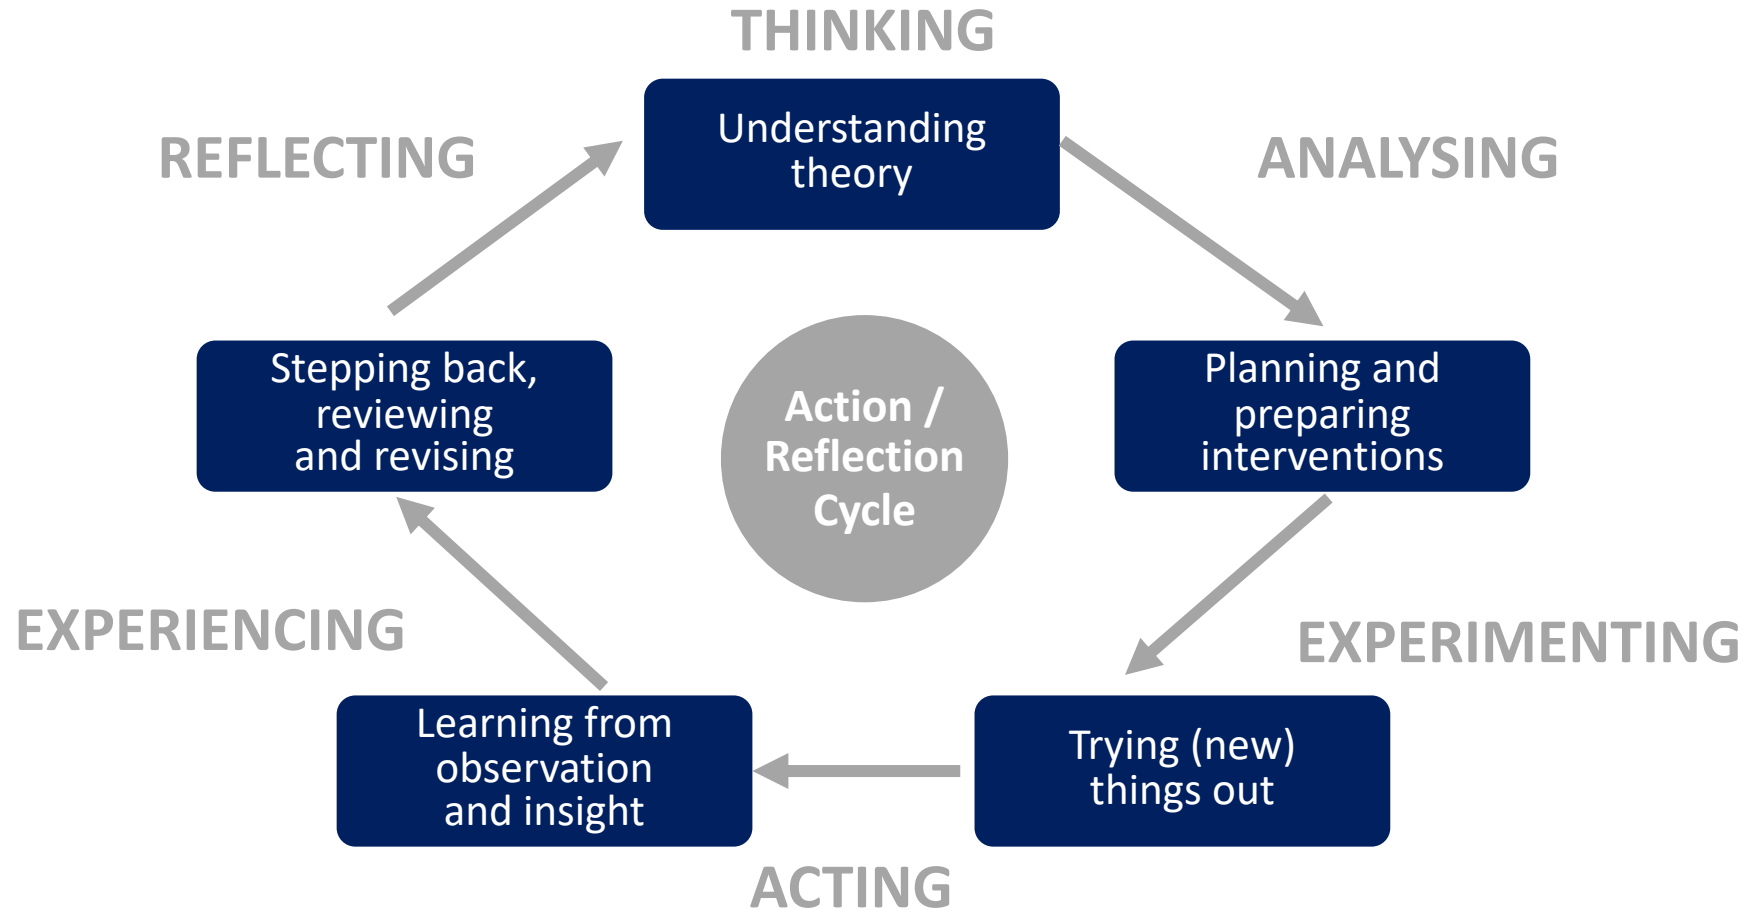 THINKING
Understanding
theory
ANALYSING
Planning and
preparing
interventions
EXPERIMENTING
Trying (new)
things out
ACTING
Learning from
observation
and insight
EXPERIENCING
Stepping back,
reviewing
and revising
REFLECTING
Action /
Reflection
Cycle